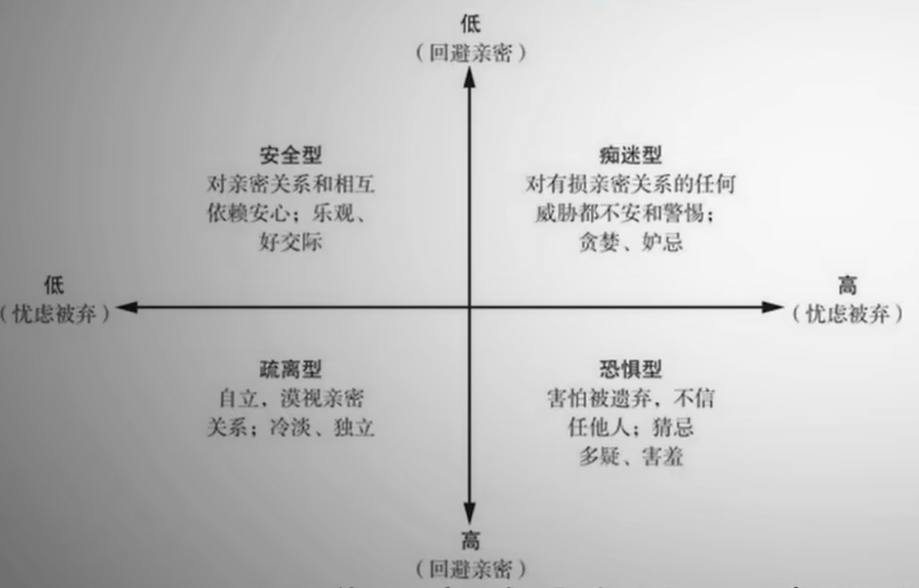 低
（回避亲密）
安全型
对亲密关系和相互
依赖安心；乐观、
好交际
痴迷型
对有损亲密关系的任何
威胁都不安和警惕；
贪婪、妒忌
低
（忧虑被弃）
高
（忧虑被弃）
疏离型
自立，漠视亲密
关系；冷淡、独立
恐惧型
害怕被遗弃，不信
任他人；猜忌
多疑、害羞
高
（回避亲密）